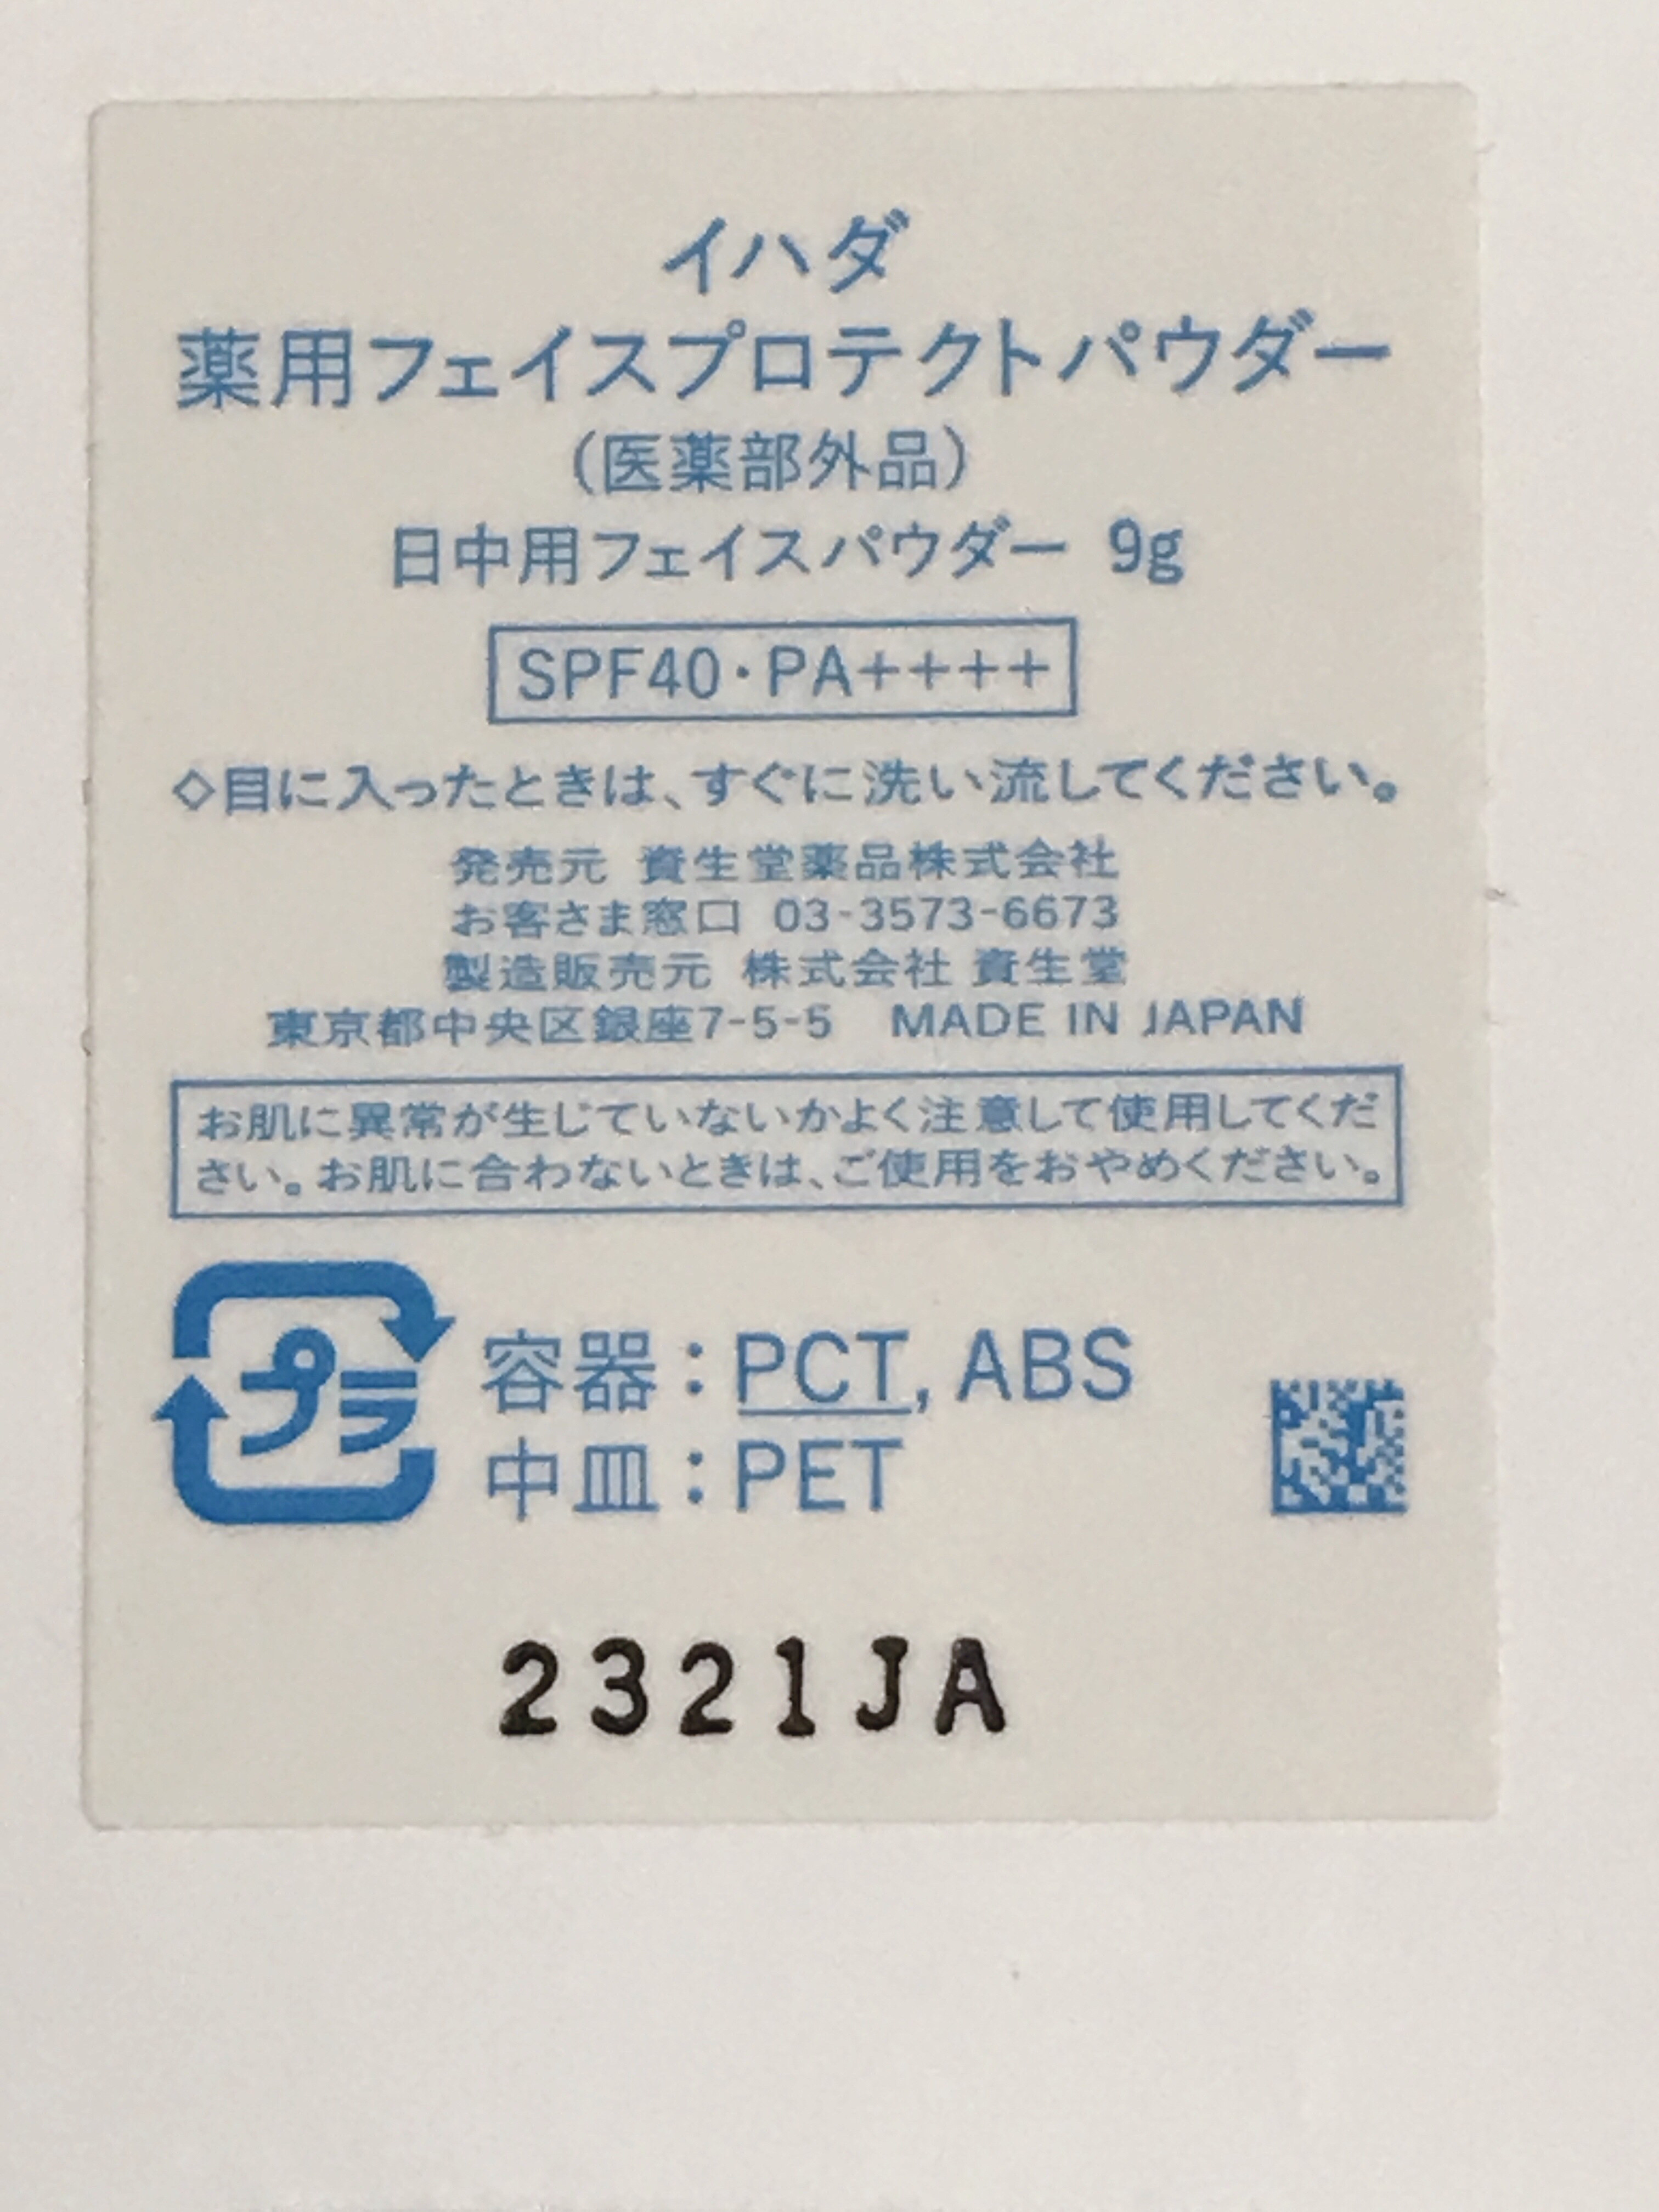 イハダ
薬用フェイスプロテクトパウダー
（医薬部外品）
日中用フェイスパウダー 9g
SPF40・PA++++
◇目に入ったときは、すぐに洗い流してください。
発売元 資生堂薬品株式会社
お客さま窓口 03-3573-6673
製造販売元 株式会社 資生堂
東京都中央区銀座7-5-5 MADE IN JAPAN
お肌に異常が生じていないかよく注意して使用してくだ
さい。お肌に合わないときは、ご使用をおやめください。
プラ
容器：PCT, ABS
中皿：PET
2321JA